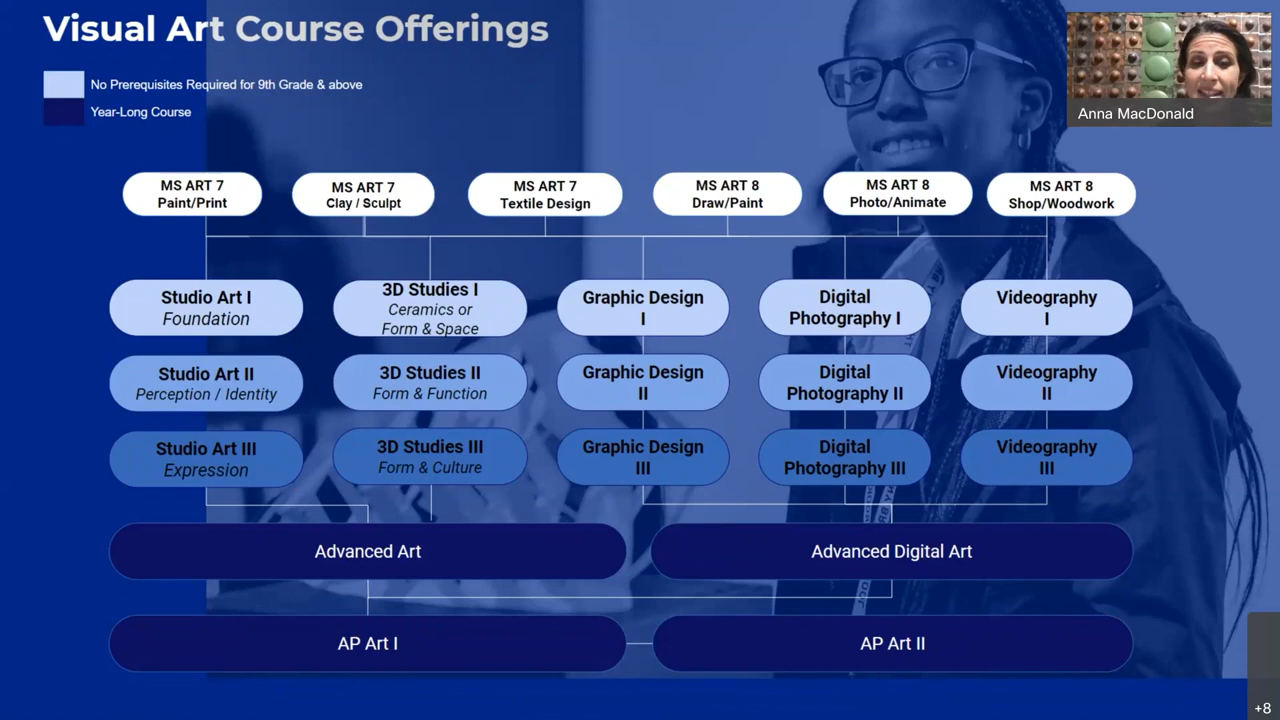 Visual Art Course Offerings
No Prerequisites Required for 9th Grade & above
Year-Long Course
Anna MacDonald
MS ART 7
Paint/Print
MS ART 7
Clay / Sculpt
MS ART 7
Textile Design
MS ART 8
Draw/Paint
MS ART 8
Photo/Animate
MS ART 8
Shop/Woodwork
Studio Art I
Foundation
3D Studies I
Ceramics or
Form & Space
Graphic Design
I
Digital
Photography I
Videography
I
Studio Art II
Perception / Identity
3D Studies II
Form & Function
Graphic Design
II
Digital
Photography II
Videography
II
Studio Art III
Expression
3D Studies III
Form & Culture
Graphic Design
III
Digital
Photography III
Videography
III
Advanced Art
Advanced Digital Art
AP Art I
AP Art II
+8